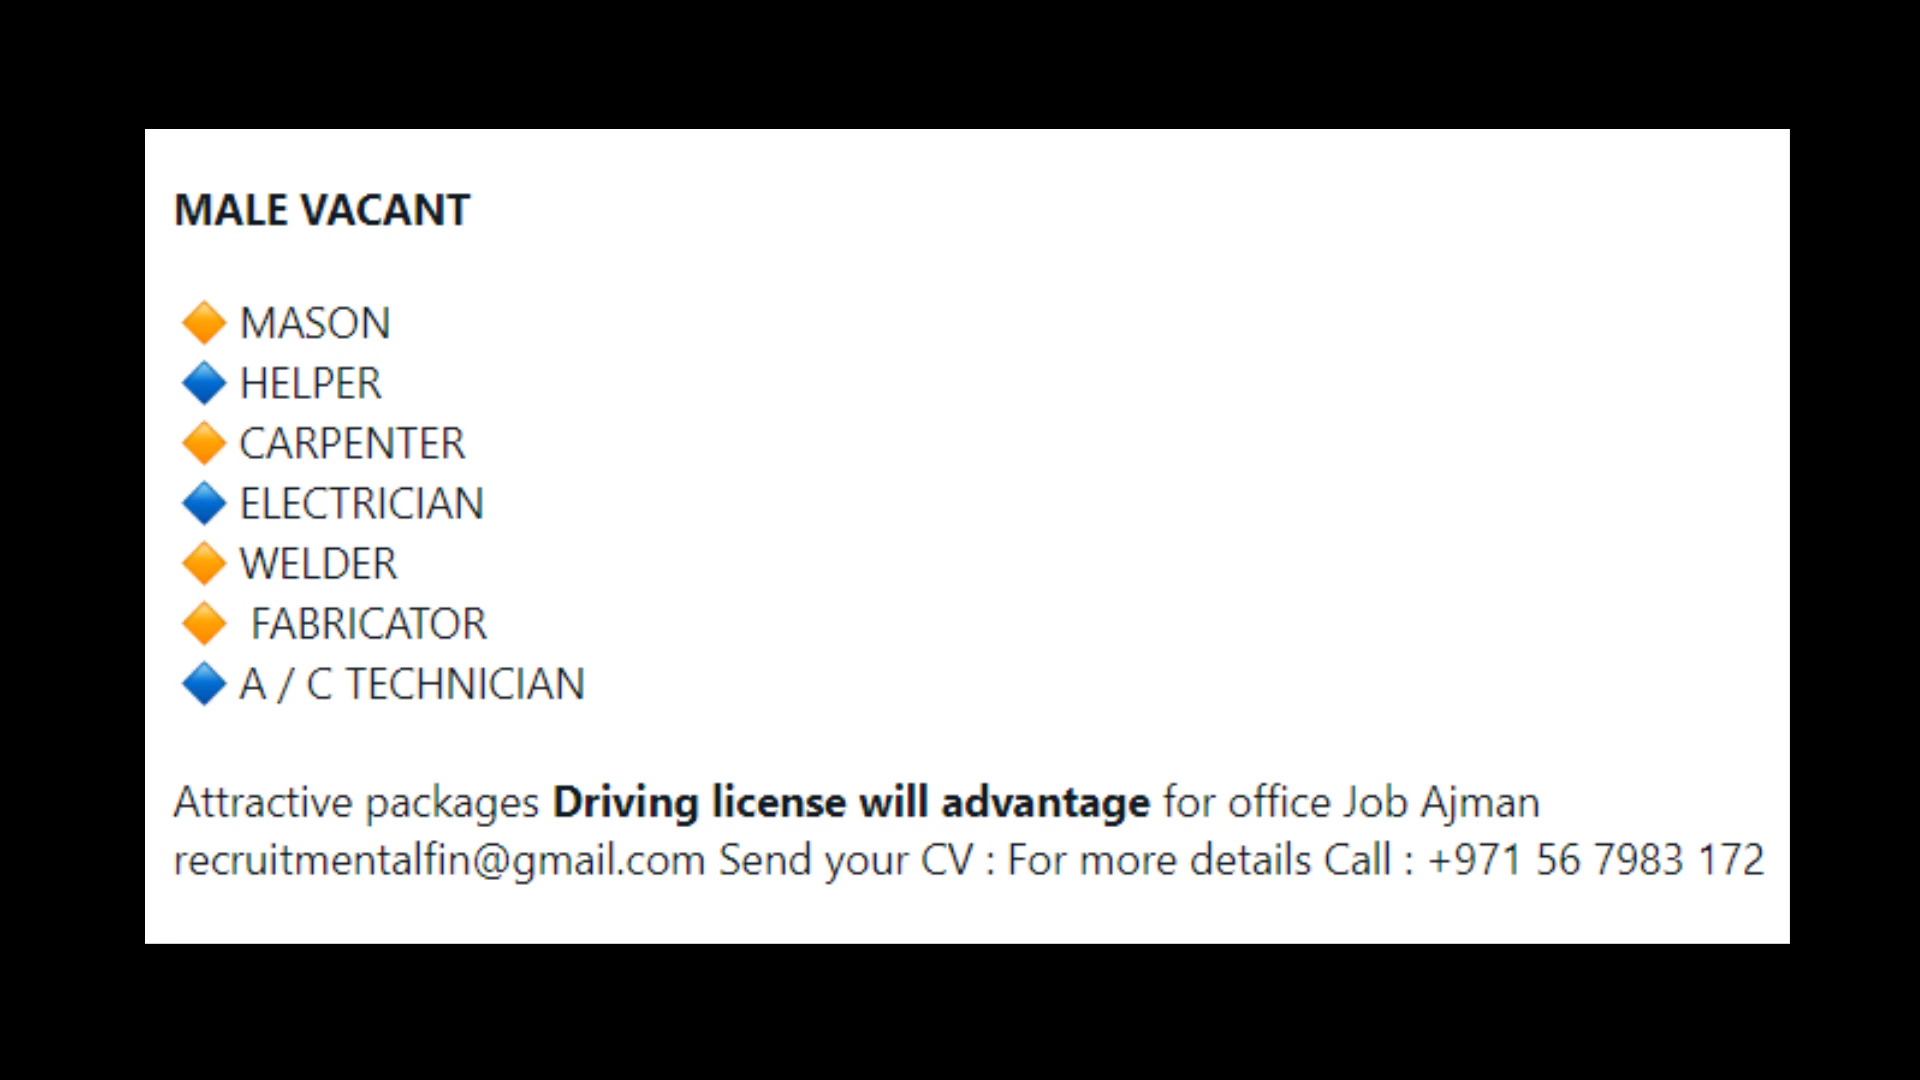 MALE VACANT
🔶 MASON
🔷 HELPER
🔶 CARPENTER
🔷 ELECTRICIAN
🔶 WELDER
🔶 FABRICATOR
🔷 A / C TECHNICIAN
Attractive packages Driving license will advantage for office Job Ajman
recruitmentalfin@gmail.com Send your CV : For more details Call : +971 56 7983 172